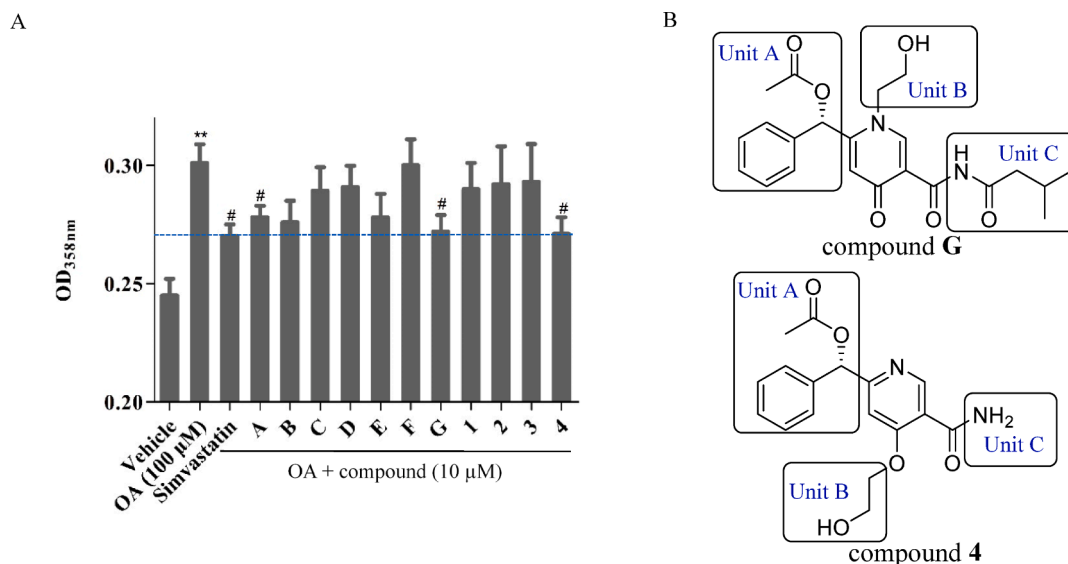 A
OD358nm
0.30
0.25
0.20
**
#
#
#
#
Vehicle
OA (100 μM)
Simvastatin
A
B
C
D
E
F
G
1
2
3
4
OA + compound (10 μM)
B
Unit A
O
O
OH
Unit B
N
H
N
Unit C
O
O
O
compound G
Unit A
O
O
N
NH2
Unit C
O
O
Unit B
HO
compound 4